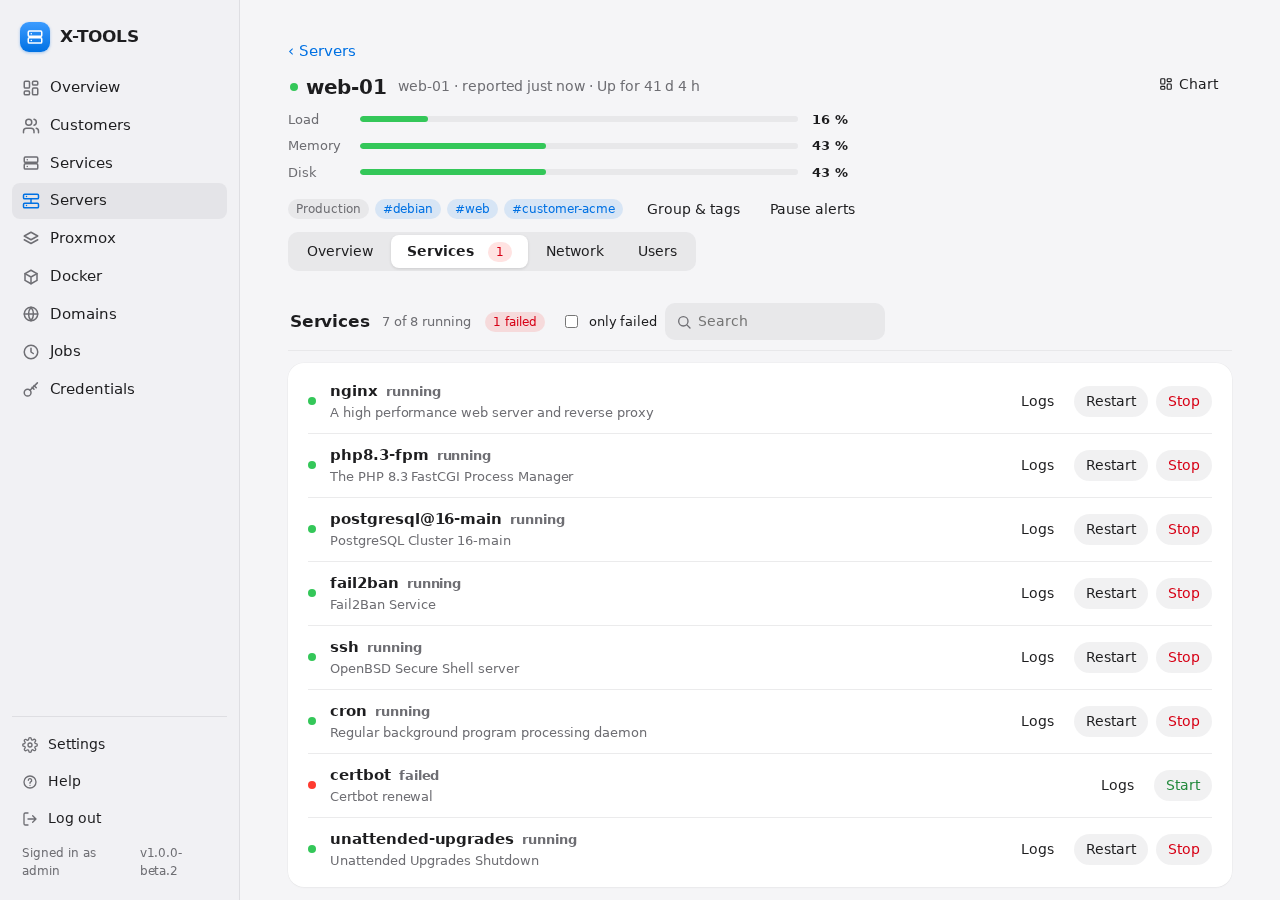 X-TOOLS
Overview
Customers
Services
Servers
Proxmox
Docker
Domains
Jobs
Credentials
Settings
Help
Log out
Signed in as admin
v1.0.0-beta.2
‹ Servers
web-01 web-01 · reported just now · Up for 41 d 4 h
Chart
Load 16 %
Memory 43 %
Disk 43 %
Production #debian #web #customer-acme Group & tags Pause alerts
Overview Services 1 Network Users
Services 7 of 8 running 1 failed only failed Search
nginx running
A high performance web server and reverse proxy
Logs Restart Stop
php8.3-fpm running
The PHP 8.3 FastCGI Process Manager
Logs Restart Stop
postgresql@16-main running
PostgreSQL Cluster 16-main
Logs Restart Stop
fail2ban running
Fail2Ban Service
Logs Restart Stop
ssh running
OpenBSD Secure Shell server
Logs Restart Stop
cron running
Regular background program processing daemon
Logs Restart Stop
certbot failed
Certbot renewal
Logs Start
unattended-upgrades running
Unattended Upgrades Shutdown
Logs Restart Stop